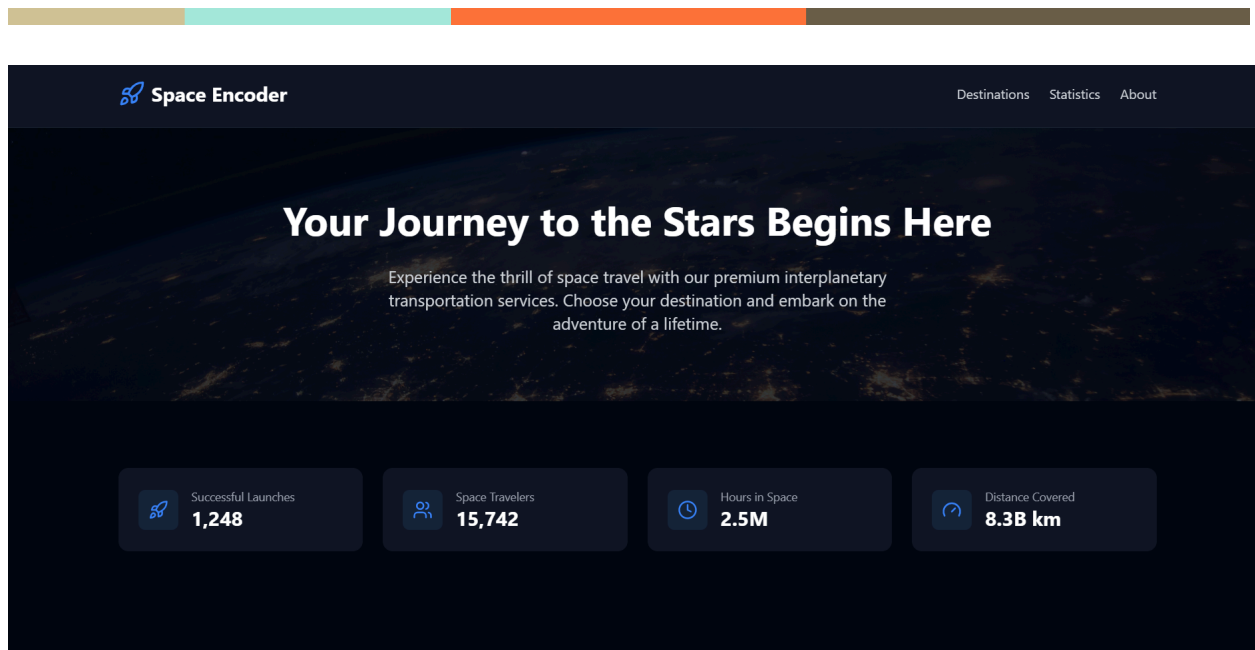 Space Encoder
Destinations Statistics About
Your Journey to the Stars Begins Here
Experience the thrill of space travel with our premium interplanetary
transportation services. Choose your destination and embark on the
adventure of a lifetime.
Successful Launches
1,248
Space Travelers
15,742
Hours in Space
2.5M
Distance Covered
8.3B km